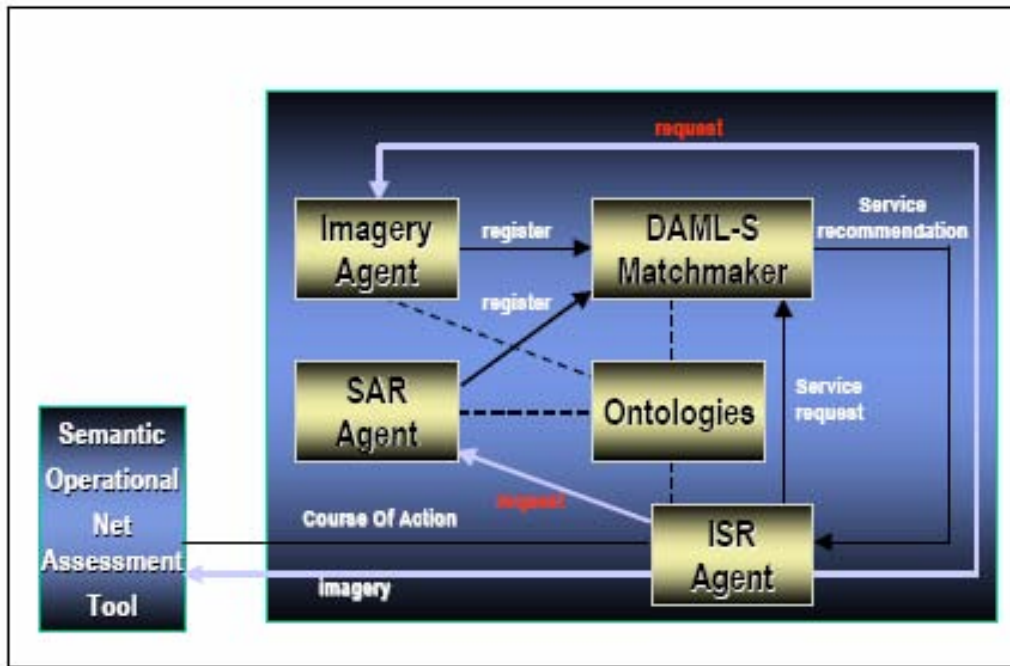 request
Imagery
Agent
register
DAML-S
Matchmaker
Service
recommendation
register
SAR
Agent
Ontologies
Service
request
Semantic
Operational
Net
Assessment
Tool
request
Course Of Action
ISR
Agent
imagery